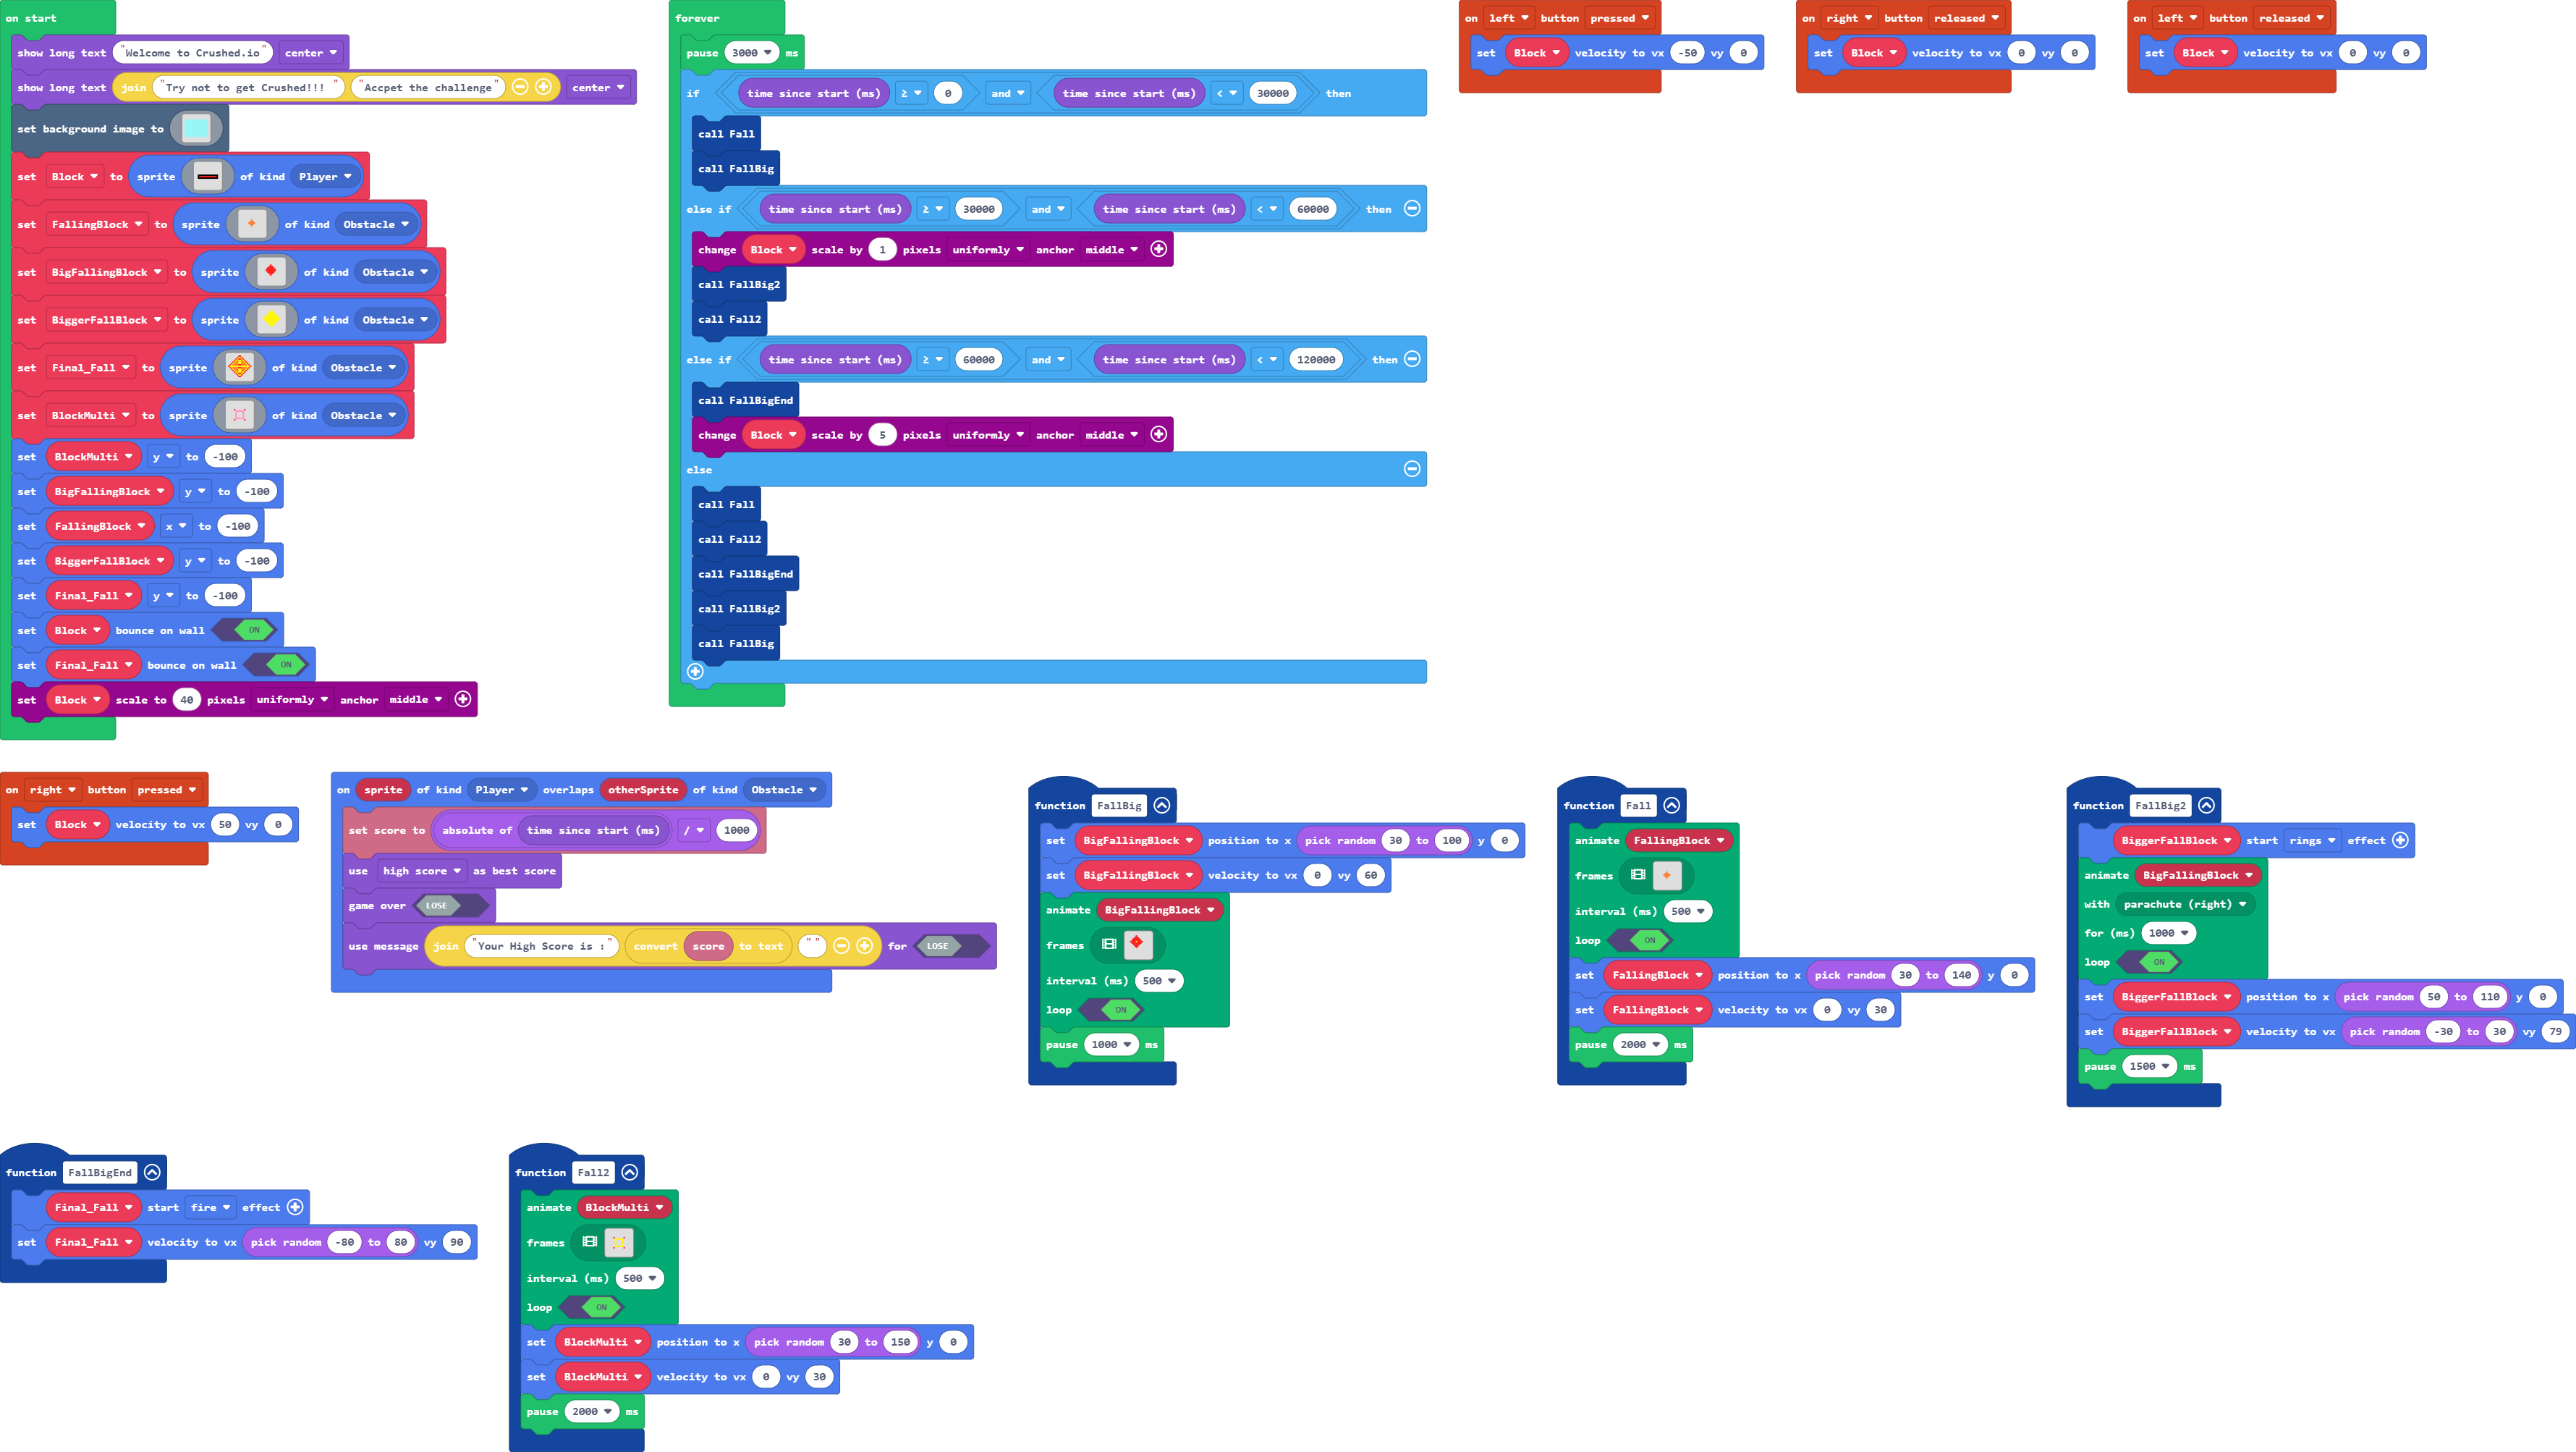 on start
show long text "Welcome to Crushed.io" center
show long text join "Try not to get Crushed!!! " "Accpet the challenge" center
set background image to
set Block to sprite of kind Player
set FallingBlock to sprite of kind Obstacle
set BigFallingBlock to sprite of kind Obstacle
set BiggerFallBlock to sprite of kind Obstacle
set Final_Fall to sprite of kind Obstacle
set BlockMulti to sprite of kind Obstacle
set BlockMulti y to -100
set BigFallingBlock y to -100
set FallingBlock x to -100
set BiggerFallBlock y to -100
set Final_Fall y to -100
set Block bounce on wall ON
set Final_Fall bounce on wall ON
set Block scale to 40 pixels uniformly anchor middle
forever
pause 3000 ms
if time since start (ms) ≥ 0 and time since start (ms) < 30000 then
call Fall
call FallBig
else if time since start (ms) ≥ 30000 and time since start (ms) < 60000 then
change Block scale by 1 pixels uniformly anchor middle
call FallBig2
call Fall2
else if time since start (ms) ≥ 60000 and time since start (ms) < 120000 then
call FallBigEnd
change Block scale by 5 pixels uniformly anchor middle
else
call Fall
call Fall2
call FallBigEnd
call FallBig2
call FallBig
on left button pressed
set Block velocity to vx -50 vy 0
on right button released
set Block velocity to vx 0 vy 0
on left button released
set Block velocity to vx 0 vy 0
on right button pressed
set Block velocity to vx 50 vy 0
on sprite of kind Player overlaps otherSprite of kind Obstacle
set score to absolute of time since start (ms) / 1000
use high score as best score
game over LOSE
use message join "Your High Score is :" convert score to text "" for LOSE
function FallBig
set BigFallingBlock position to x pick random 30 to 100 y 0
set BigFallingBlock velocity to vx 0 vy 60
animate BigFallingBlock
frames
interval (ms) 500
loop ON
pause 1000 ms
function Fall
animate FallingBlock
frames
interval (ms) 500
loop ON
set FallingBlock position to x pick random 30 to 140 y 0
set FallingBlock velocity to vx 0 vy 30
pause 2000 ms
function FallBig2
BiggerFallBlock start rings effect
animate BigFallingBlock
with parachute (right)
for (ms) 1000
loop ON
set BiggerFallBlock position to x pick random 50 to 110 y 0
set BiggerFallBlock velocity to vx pick random -30 to 30 vy 79
pause 1500 ms
function FallBigEnd
Final_Fall start fire effect
set Final_Fall velocity to vx pick random -80 to 80 vy 90
function Fall2
animate BlockMulti
frames
interval (ms) 500
loop ON
set BlockMulti position to x pick random 30 to 150 y 0
set BlockMulti velocity to vx 0 vy 30
pause 2000 ms